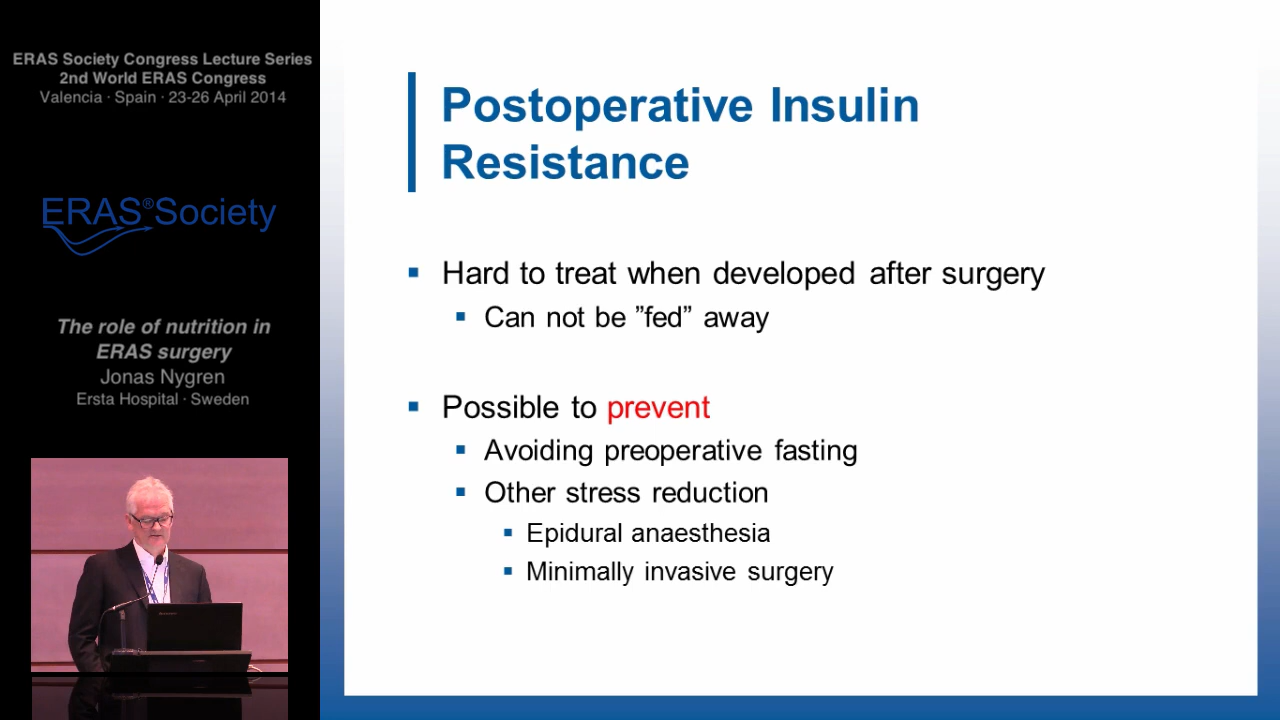 ERAS Society Congress Lecture Series
2nd World ERAS Congress
Valencia · Spain · 23-26 April 2014
ERAS®Society
The role of nutrition in
ERAS surgery
Jonas Nygren
Ersta Hospital · Sweden
Postoperative Insulin
Resistance
▪ Hard to treat when developed after surgery
▪ Can not be ”fed” away
▪ Possible to prevent
▪ Avoiding preoperative fasting
▪ Other stress reduction
▪ Epidural anaesthesia
▪ Minimally invasive surgery